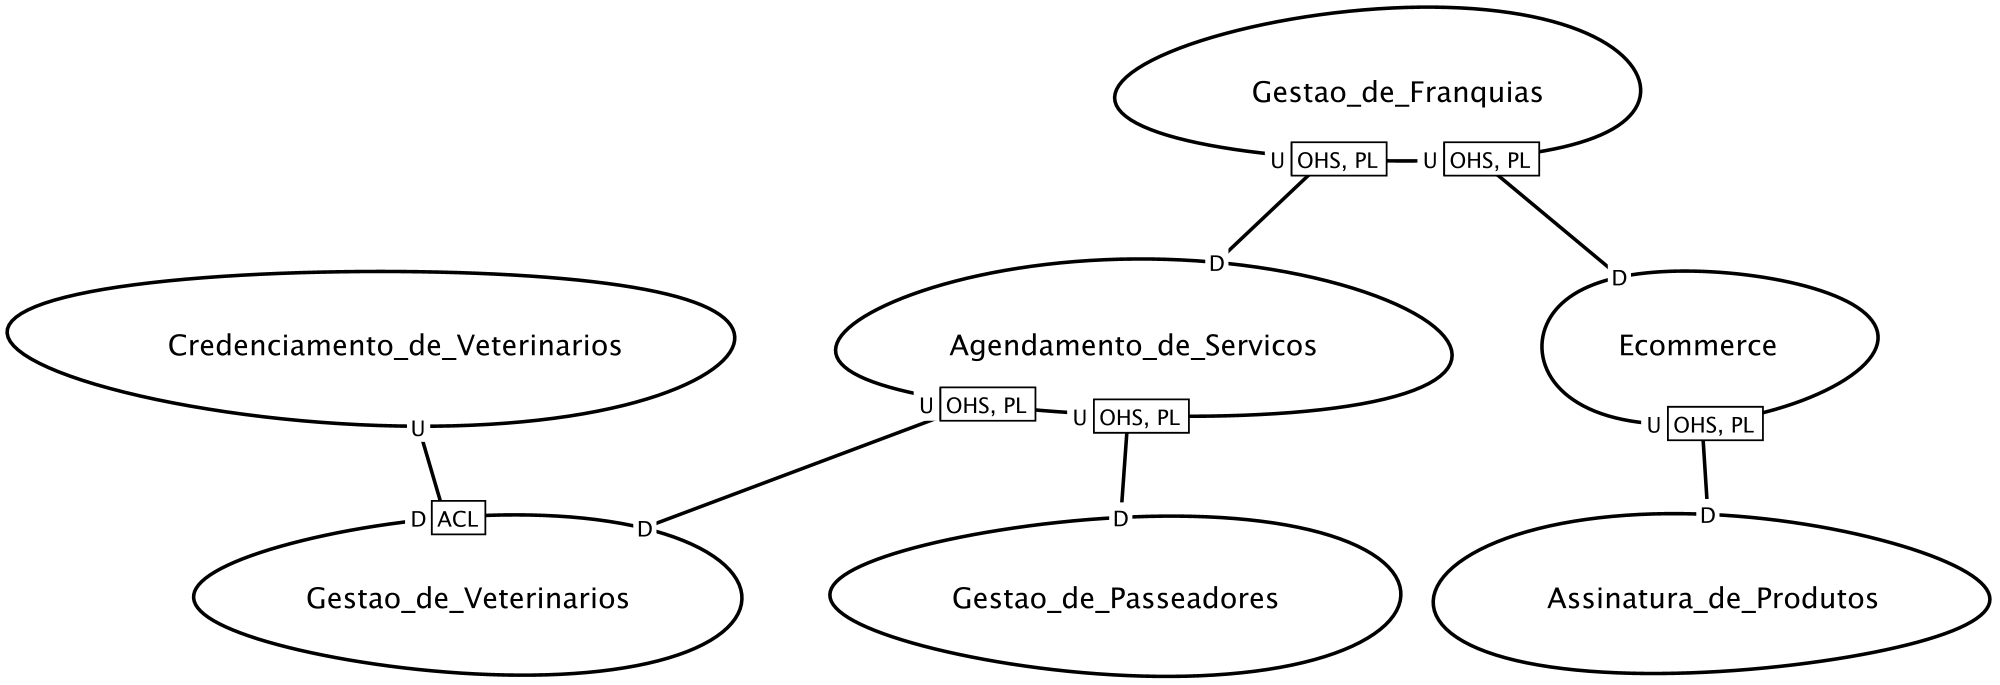 Gestao_de_Franquias
U OHS, PL U OHS, PL
D
D
Credenciamento_de_Veterinarios
Agendamento_de_Servicos
Ecommerce
U OHS, PL U OHS, PL
U OHS, PL
U
D ACL
D
D
D
Gestao_de_Veterinarios
Gestao_de_Passeadores
Assinatura_de_Produtos